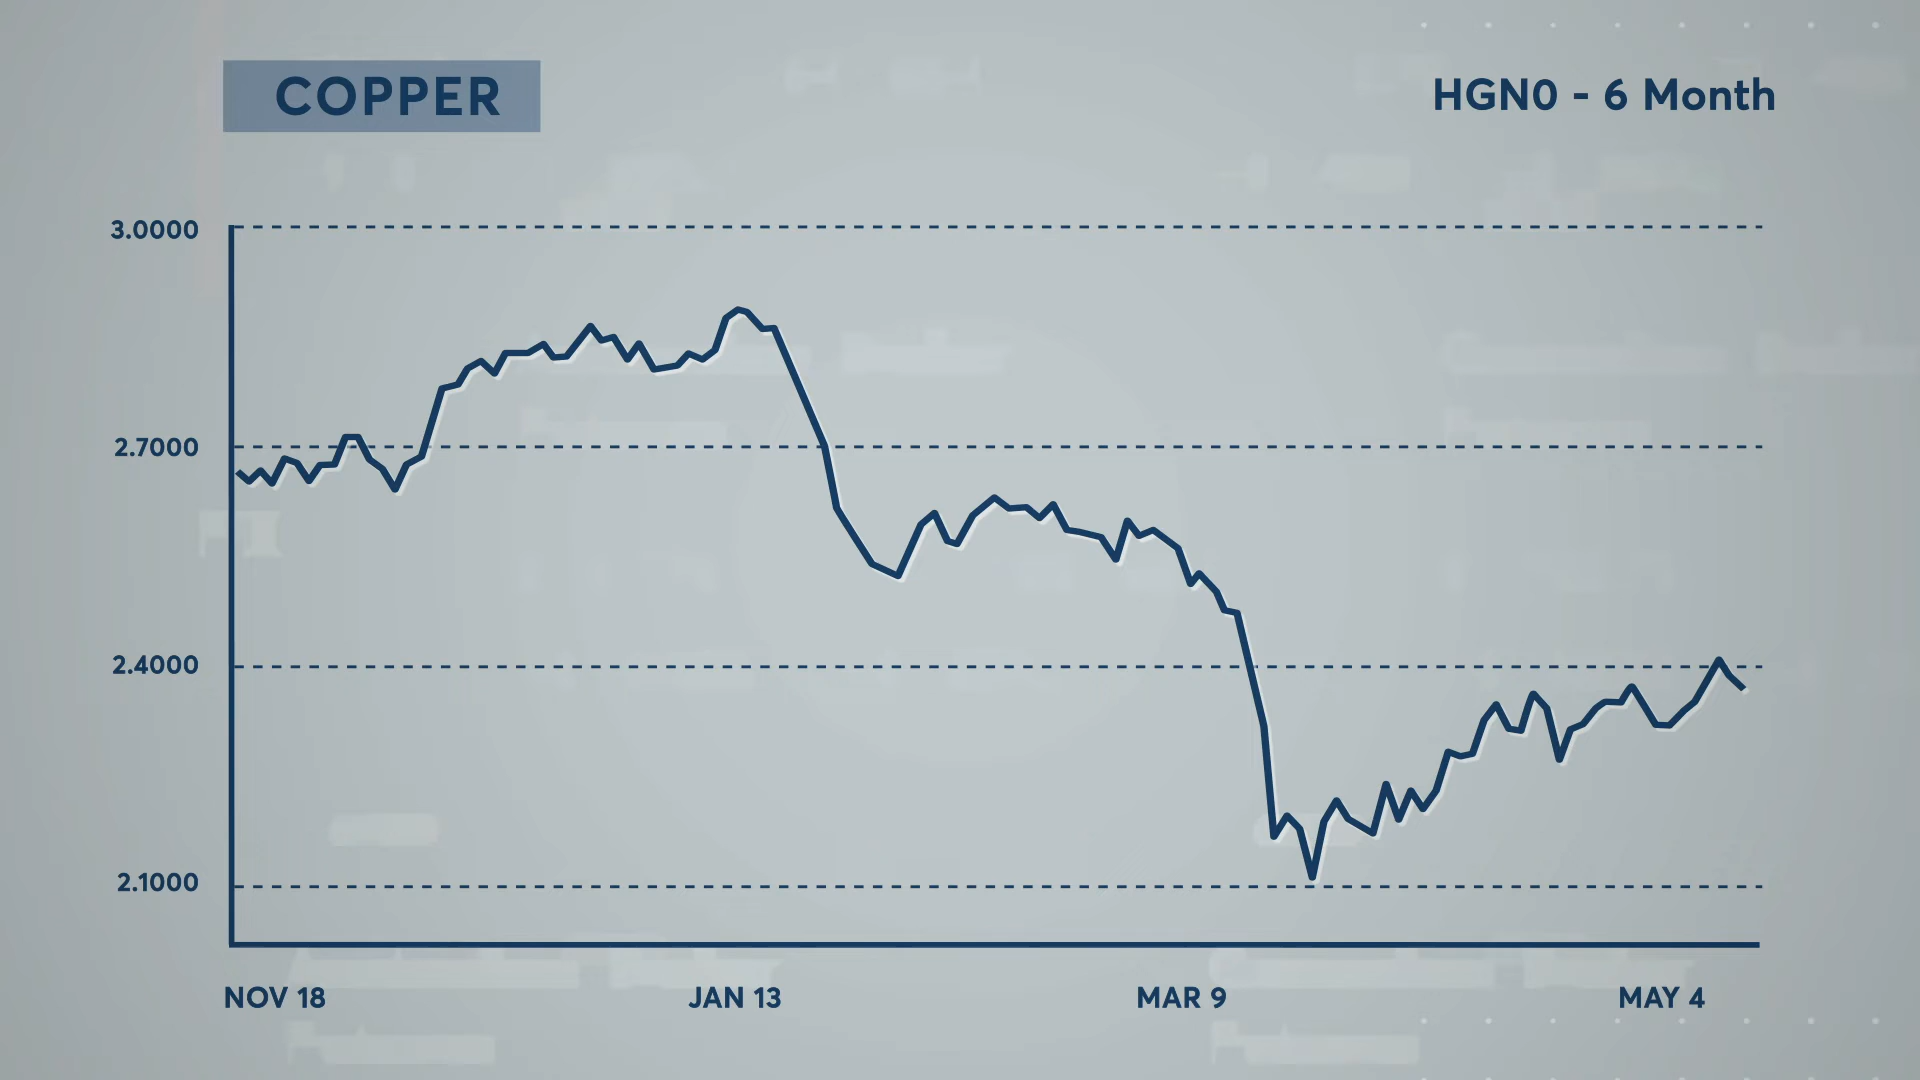 COPPER
HGN0 - 6 Month
3.0000
2.7000
2.4000
2.1000
NOV 18
JAN 13
MAR 9
MAY 4